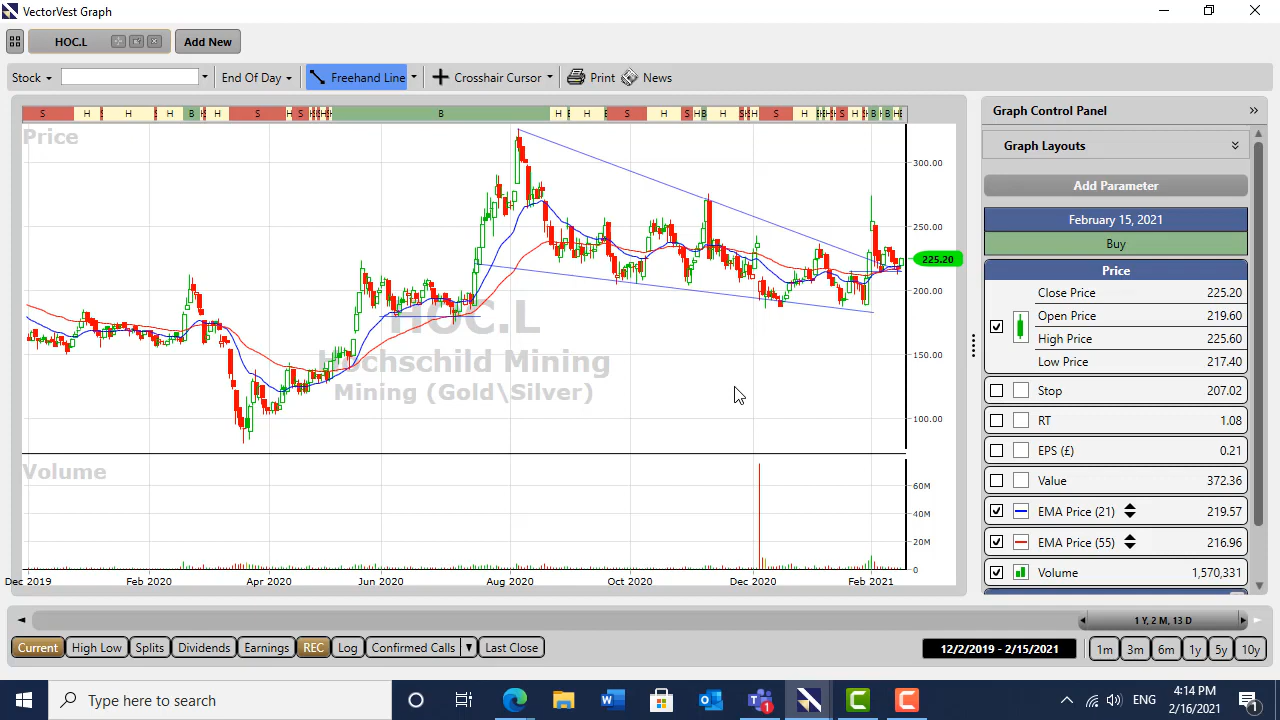 VectorVest Graph
HOC.L
Add New
Stock
End Of Day
Freehand Line
Crosshair Cursor
Print
News
S H H H B H S H S B H H S H S B H S H S H B B
Price
300.00
250.00
225.20
200.00
150.00
100.00
HOC.L
Hochschild Mining
Mining (Gold\Silver)
Volume
60M
40M
20M
0
Dec 2019 Feb 2020 Apr 2020 Jun 2020 Aug 2020 Oct 2020 Dec 2020 Feb 2021
Graph Control Panel
Graph Layouts
Add Parameter
February 15, 2021
Buy
Price
Close Price 225.20
Open Price 219.60
High Price 225.60
Low Price 217.40
Stop 207.02
RT 1.08
EPS (£) 0.21
Value 372.36
EMA Price (21) 219.57
EMA Price (55) 216.96
Volume 1,570,331
1 Y, 2 M, 13 D
Current High Low Splits Dividends Earnings REC Log Confirmed Calls Last Close
12/2/2019 - 2/15/2021
1m 3m 6m 1y 5y 10y
Type here to search
1
ENG
4:14 PM
2/16/2021
1